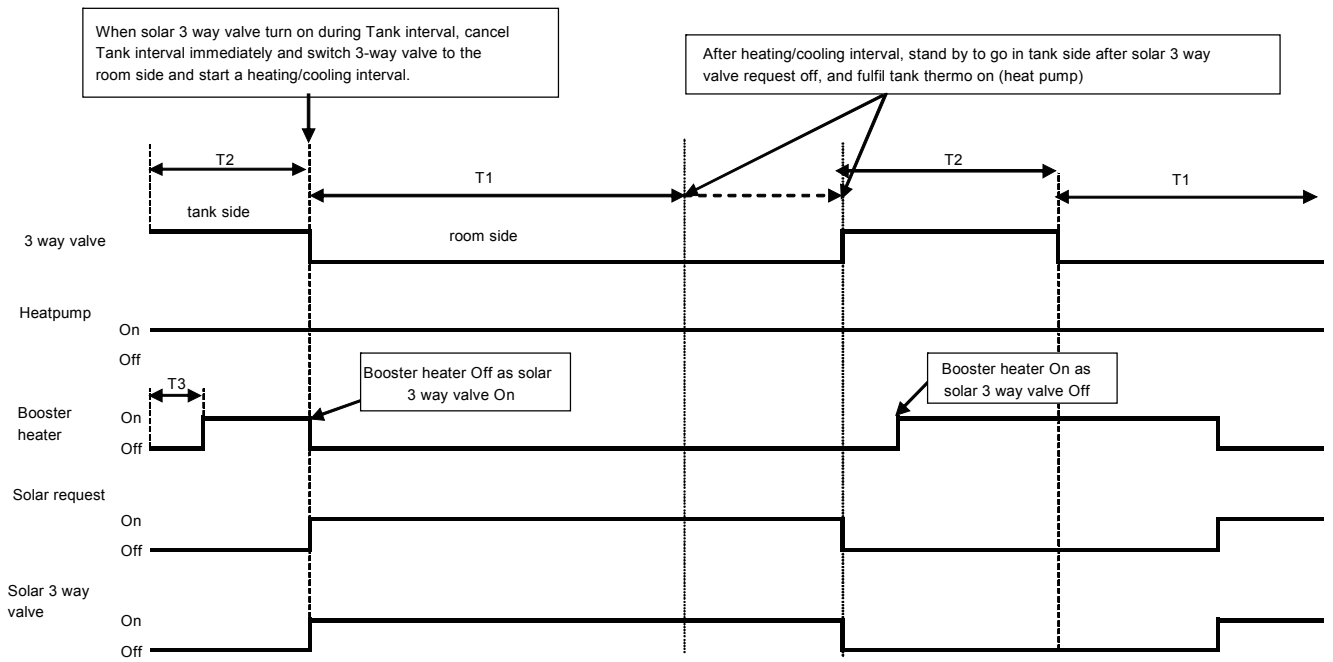 When solar 3 way valve turn on during Tank interval, cancel
Tank interval immediately and switch 3-way valve to the
room side and start a heating/cooling interval.
After heating/cooling interval, stand by to go in tank side after solar 3 way
valve request off, and fulfil tank thermo on (heat pump)
T2
T1
T2
T1
tank side
room side
3 way valve
Heatpump
On
Off
T3
Booster heater Off as solar
3 way valve On
Booster heater On as
solar 3 way valve Off
Booster
heater
On
Off
Solar request
On
Off
Solar 3 way
valve
On
Off